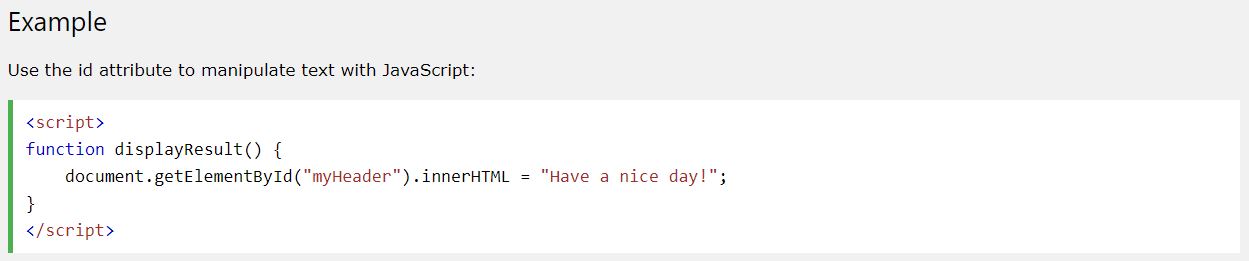 Example
Use the id attribute to manipulate text with JavaScript:
<script>
function displayResult() {
    document.getElementById("myHeader").innerHTML = "Have a nice day!";
}
</script>